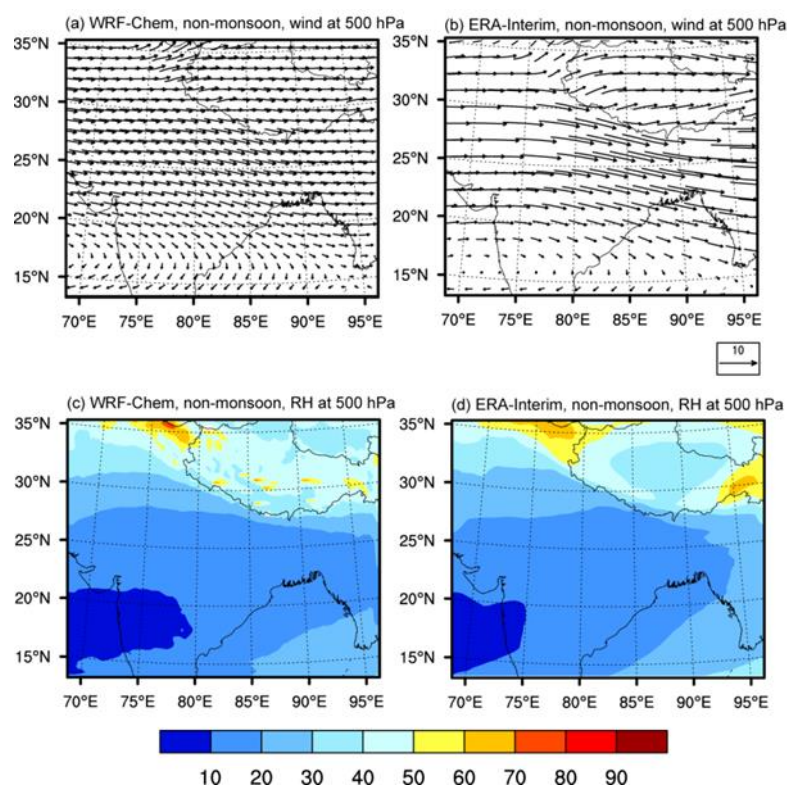 (a) WRF-Chem, non-monsoon, wind at 500 hPa
(b) ERA-Interim, non-monsoon, wind at 500 hPa
35°N
30°N
25°N
20°N
15°N
70°E 75°E 80°E 85°E 90°E 95°E
35°N
30°N
25°N
20°N
15°N
70°E 75°E 80°E 85°E 90°E 95°E
10
(c) WRF-Chem, non-monsoon, RH at 500 hPa
(d) ERA-Interim, non-monsoon, RH at 500 hPa
35°N
30°N
25°N
20°N
15°N
70°E 75°E 80°E 85°E 90°E 95°E
35°N
30°N
25°N
20°N
15°N
70°E 75°E 80°E 85°E 90°E 95°E
10 20 30 40 50 60 70 80 90